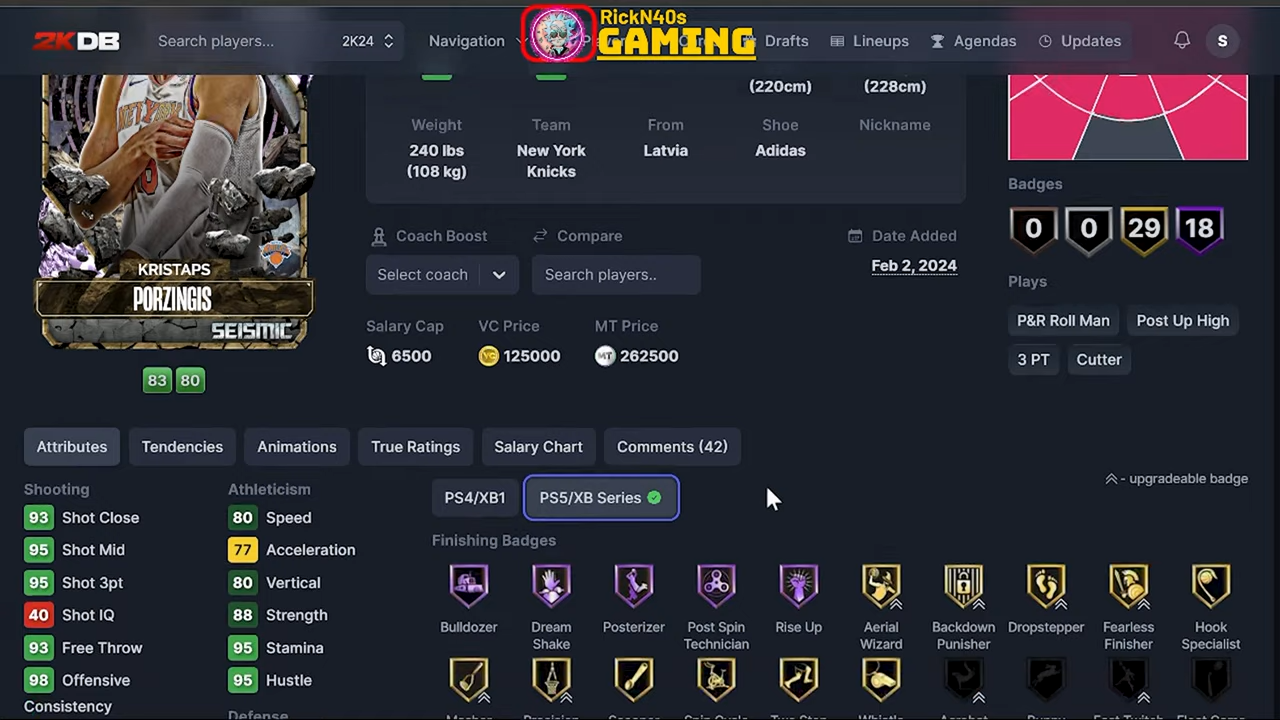 2KDB
Search players...
2K24
Navigation
RickN40s
GAMING
Drafts
Lineups
Agendas
Updates
S
(220cm)
(228cm)
Weight
240 lbs
(108 kg)
Team
New York
Knicks
From
Latvia
Shoe
Adidas
Nickname
KRISTAPS
PORZINGIS
SEISMIC
83 80
Coach Boost
Select coach
Compare
Search players..
Date Added
Feb 2, 2024
Salary Cap
6500
VC Price
VC 125000
MT Price
MT 262500
Badges
0 0 29 18
Plays
P&R Roll Man
Post Up High
3 PT
Cutter
Attributes
Tendencies
Animations
True Ratings
Salary Chart
Comments (42)
PS4/XB1
PS5/XB Series
- upgradeable badge
Shooting
93 Shot Close
95 Shot Mid
95 Shot 3pt
40 Shot IQ
93 Free Throw
98 Offensive
Consistency
Athleticism
80 Speed
77 Acceleration
80 Vertical
88 Strength
95 Stamina
95 Hustle
Defense
Finishing Badges
Bulldozer
Dream
Shake
Posterizer
Post Spin
Technician
Rise Up
Aerial
Wizard
Backdown
Punisher
Dropstepper
Fearless
Finisher
Hook
Specialist